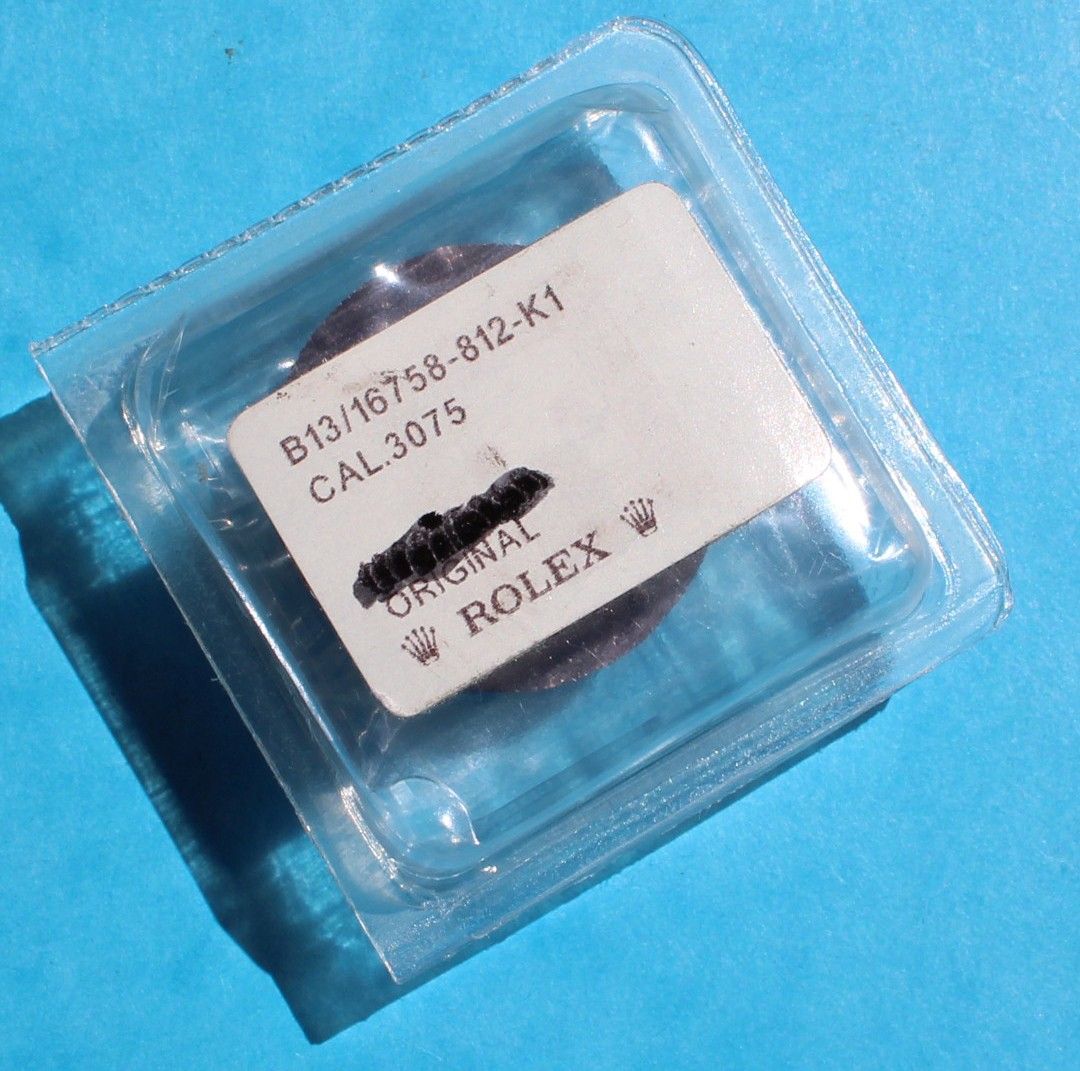 B13/16758-812-K1
CAL.3075
ORIGINAL
ROLEX